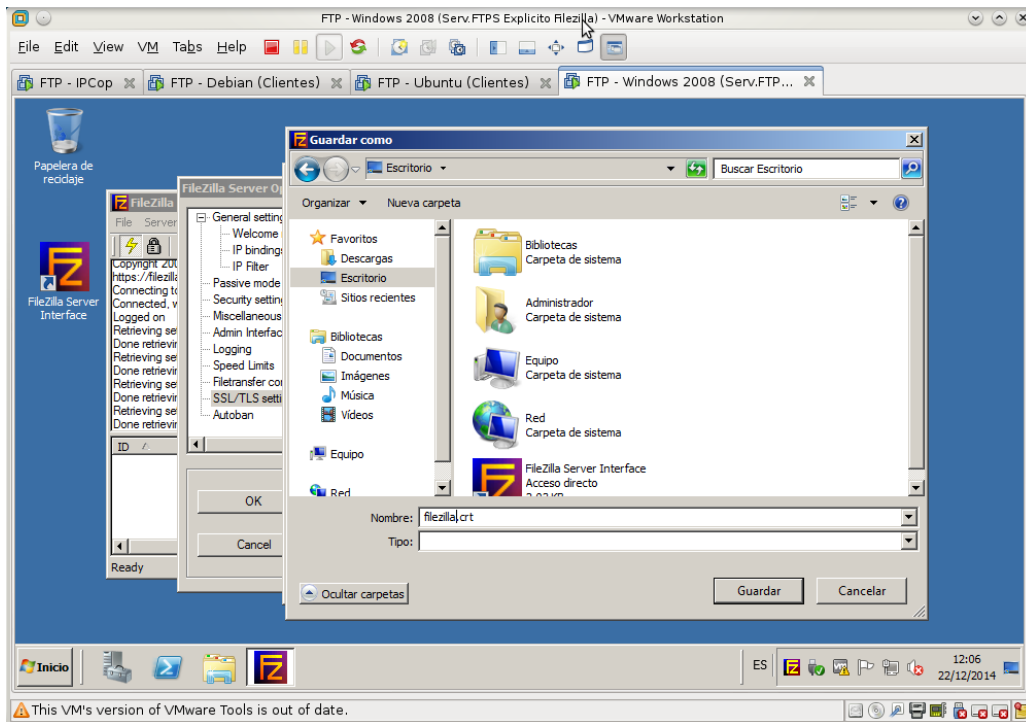 FTP - Windows 2008 (Serv.FTPS Explicito Filezilla) - VMware Workstation
File Edit View VM Tabs Help
FTP - IPCop
FTP - Debian (Clientes)
FTP - Ubuntu (Clientes)
FTP - Windows 2008 (Serv.FTP...
Papelera de
reciclaje
FileZilla Server
Interface
FileZilla
File Server
Copyright 200
https://filezilla
Connecting to
Connected, w
Logged on
Retrieving set
Done retrievin
Retrieving set
Done retrievin
Retrieving set
Done retrievin
Retrieving set
Done retrievin
ID
Ready
FileZilla Server Op
General setting
Welcome
IP binding
IP Filter
Passive mode
Security setting
Miscellaneous
Admin Interfac
Logging
Speed Limits
Filetransfer co
SSL/TLS setti
Autoban
OK
Cancel
Guardar como
Escritorio
Buscar Escritorio
Organizar
Nueva carpeta
Favoritos
Descargas
Escritorio
Sitios recientes
Bibliotecas
Documentos
Imágenes
Música
Vídeos
Equipo
Red
Bibliotecas
Carpeta de sistema
Administrador
Carpeta de sistema
Equipo
Carpeta de sistema
Red
Carpeta de sistema
FileZilla Server Interface
Acceso directo
Nombre: filezilla.crt
Tipo:
Ocultar carpetas
Guardar
Cancelar
Inicio
ES
12:06
22/12/2014
This VM's version of VMware Tools is out of date.